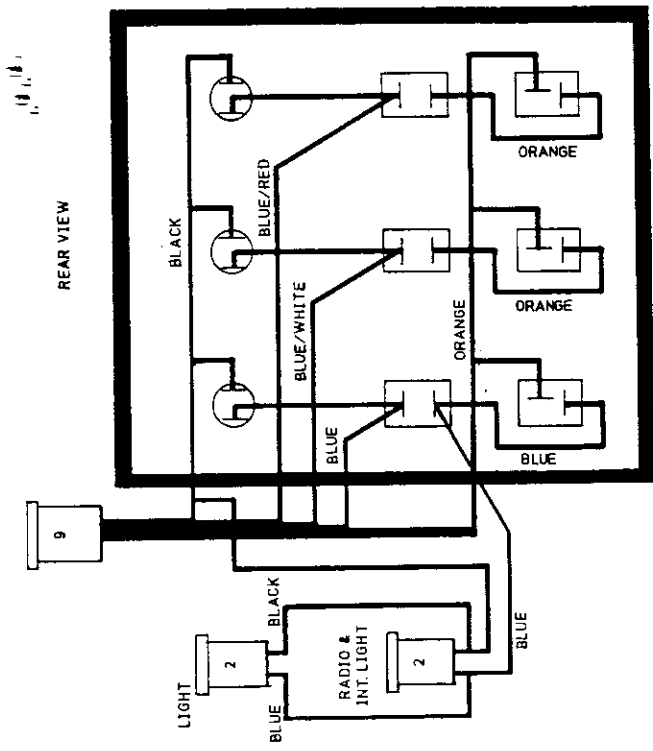 REAR VIEW
BLACK
BLUE/RED
BLUE/WHITE
BLUE
ORANGE
ORANGE
ORANGE
BLUE
9
LIGHT
2
BLACK
BLUE
RADIO &
INT. LIGHT
2
BLUE